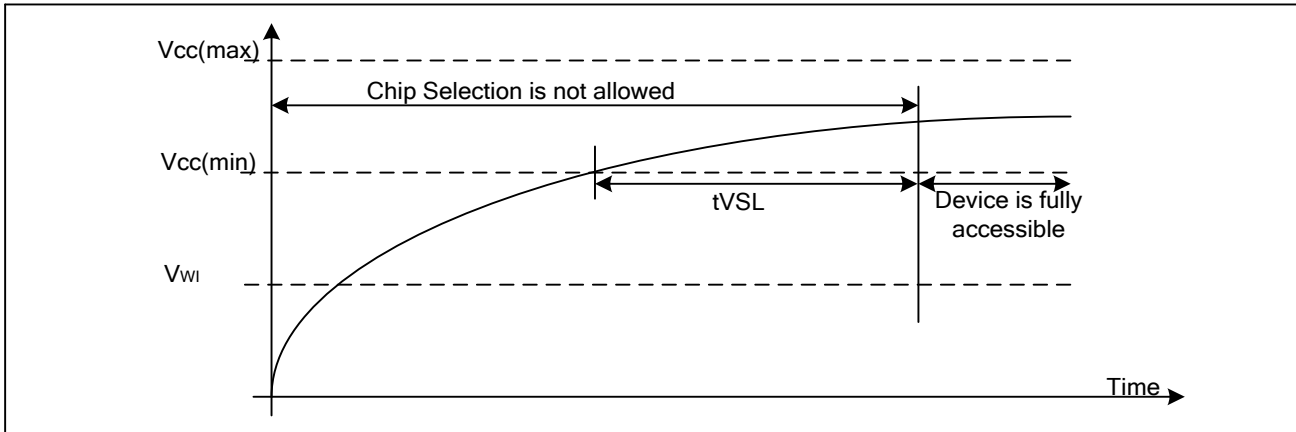 Vcc(max)
Chip Selection is not allowed
Vcc(min)
tVSL
Device is fully
accessible
VWI
Time